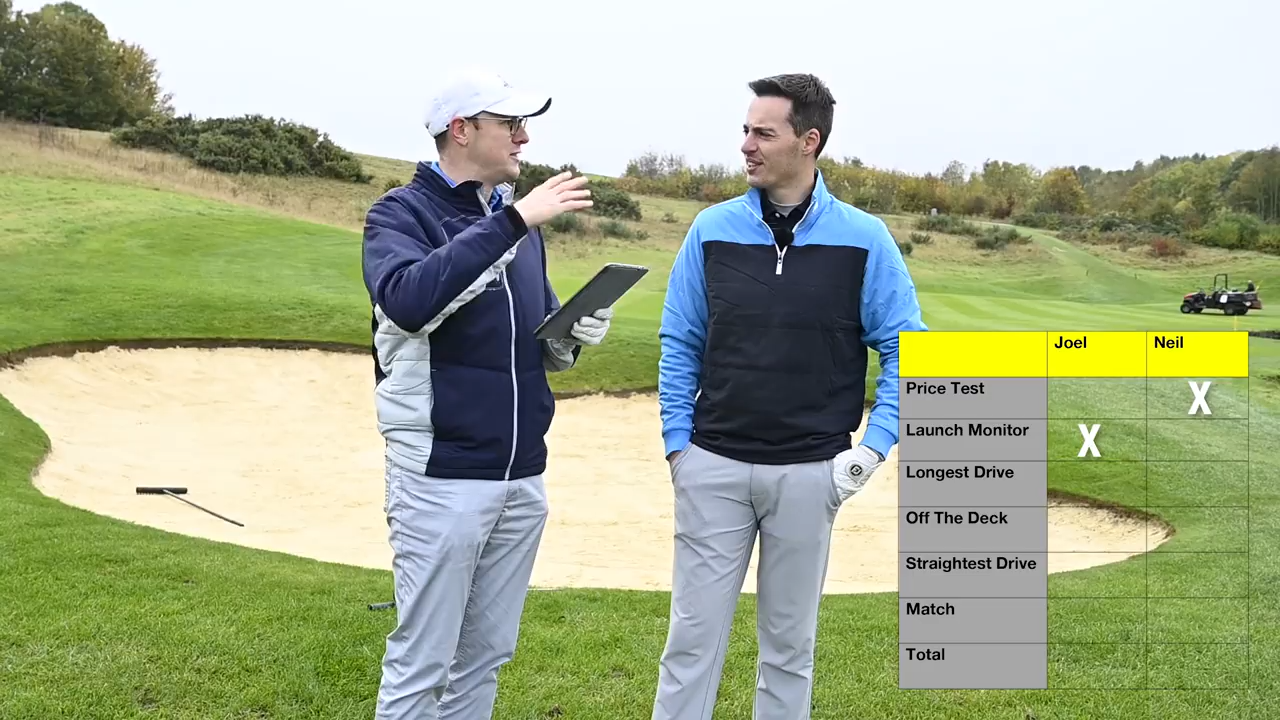 Joel Neil
Price Test X
Launch Monitor X
Longest Drive
Off The Deck
Straightest Drive
Match
Total